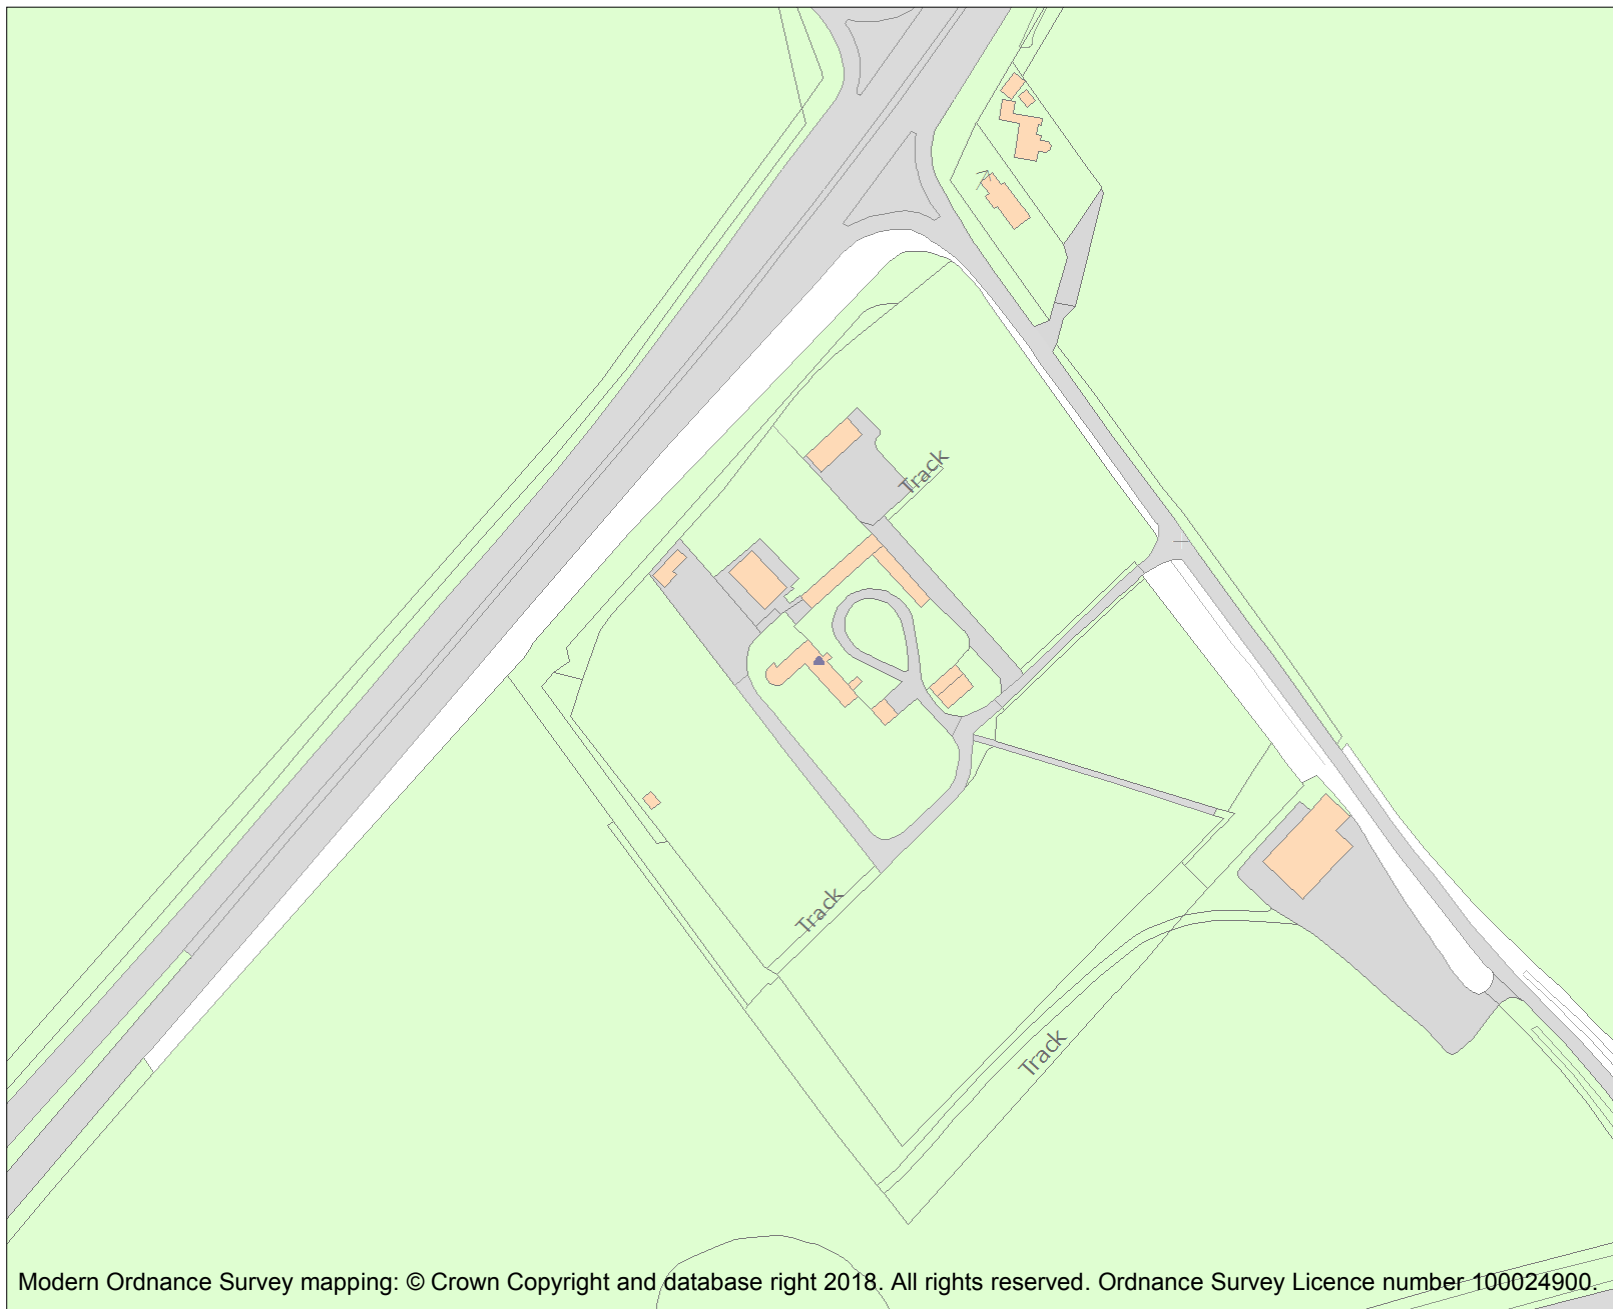 Track
Track
Track
Modern Ordnance Survey mapping: © Crown Copyright and database right 2018. All rights reserved. Ordnance Survey Licence number 100024900.